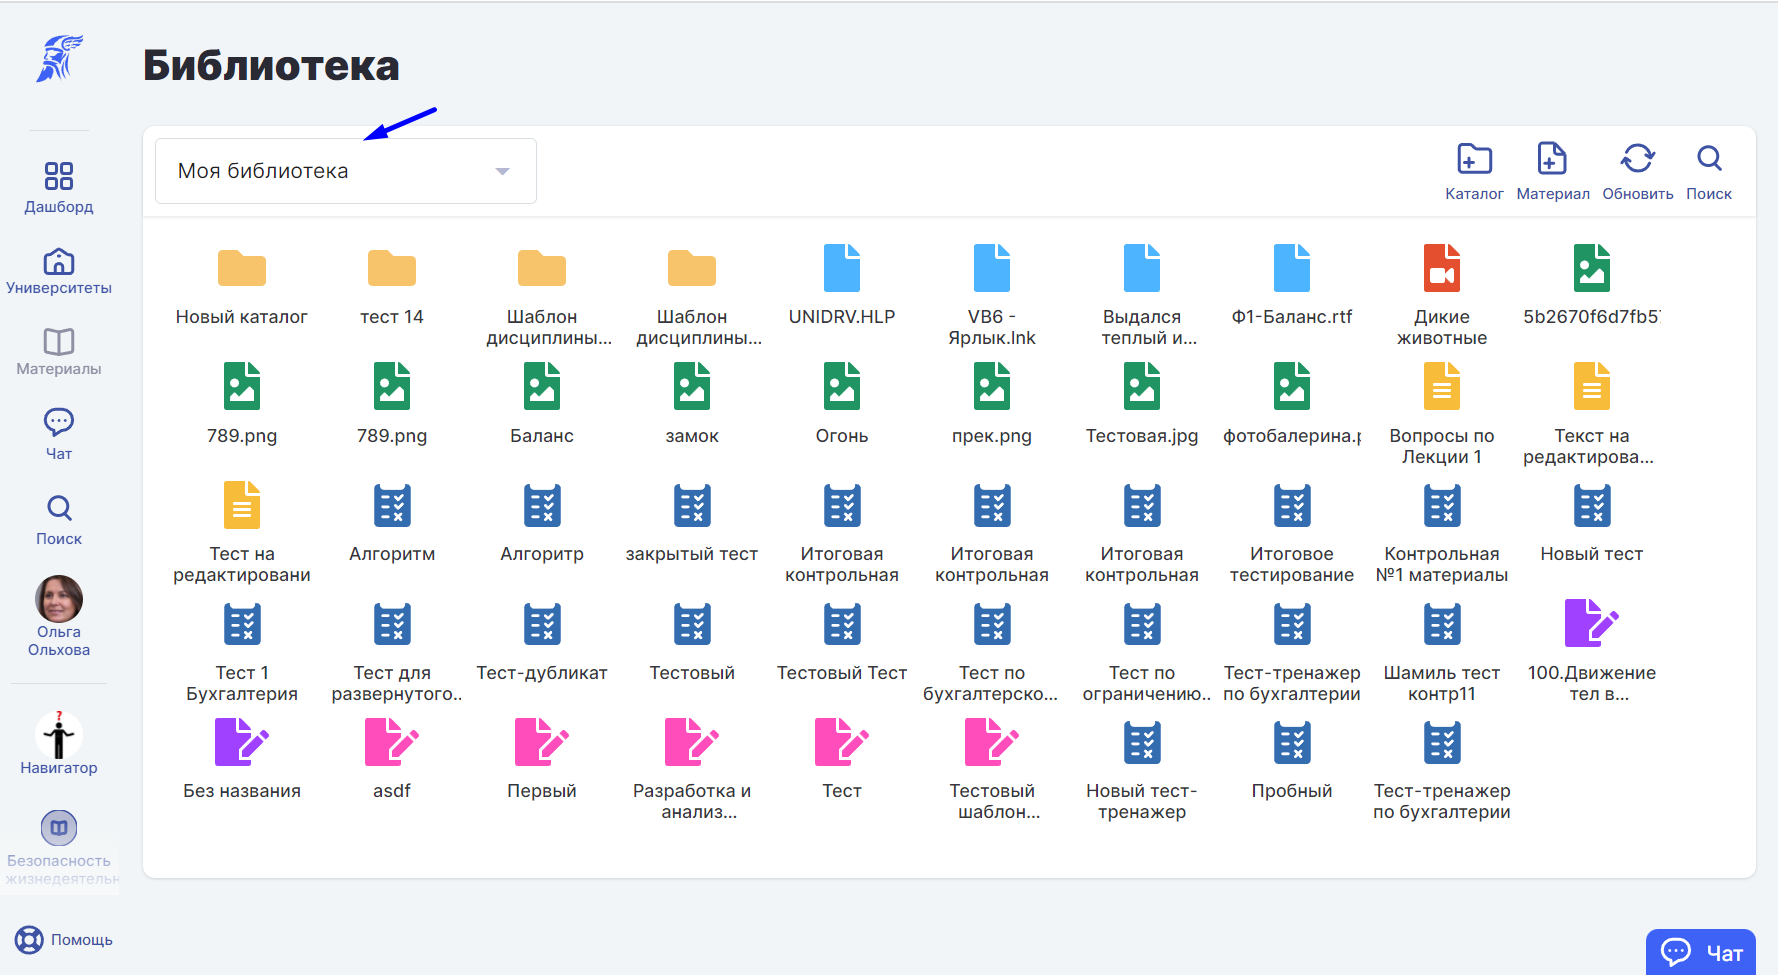 Библиотека
Моя библиотека
Каталог Материал Обновить Поиск
Дашборд
Университеты
Материалы
Чат
Поиск
Ольга
Ольхова
?
Навигатор
Безопасность
жизнедеятельн
Помощь
Новый каталог
тест 14
Шаблон
дисциплины...
Шаблон
дисциплины...
UNIDRV.HLP
VB6 -
Ярлык.lnk
Выдался
теплый и...
Ф1-Баланс.rtf
Дикие
животные
5b2670f6d7fb5
789.png
789.png
Баланс
замок
Огонь
прек.png
Тестовая.jpg
фотобалерина.p
Вопросы по
Лекции 1
Текст на
редактирова...
Тест на
редактировани
Алгоритм
Алгоритр
закрытый тест
Итоговая
контрольная
Итоговая
контрольная
Итоговая
контрольная
Итоговое
тестирование
Контрольная
№1 материалы
Новый тест
Тест 1
Бухгалтерия
Тест для
развернутого..
Тест-дубликат
Тестовый
Тестовый Тест
Тест по
бухгалтерско...
Тест по
ограничению..
Тест-тренажер
по бухгалтерии
Шамиль тест
контр11
100.Движение
тел в...
Без названия
asdf
Первый
Разработка и
анализ...
Тест
Тестовый
шаблон...
Новый тест-
тренажер
Пробный
Тест-тренажер
по бухгалтерии
Чат